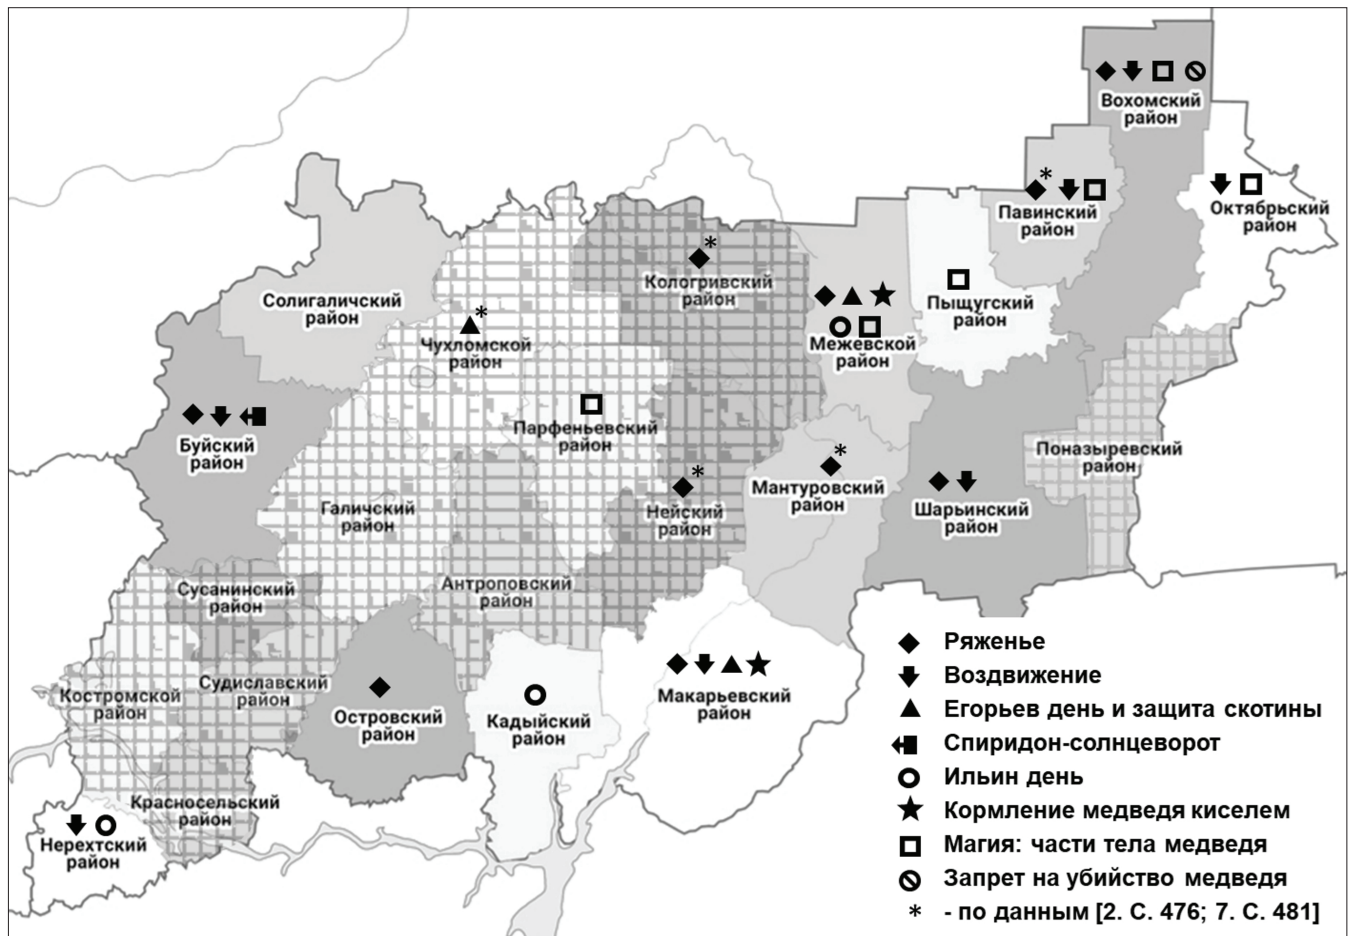 Вохомский
район
*
Павинский
район
Октябрьский
район
Солигаличский
район
*
Кологривский
район
Пыщугский
район
*
Чухломской
район
Межевской
район
Парфеньевский
район
Буйский
район
*
Мантуровский
район
Поназыревский
район
*
Нейский
район
Галичский
район
Шарьинский
район
Сусанинский
район
Антроповский
район
Костромской
район
Судиславский
район
Островский
район
Кадыйский
район
Макарьевский
район
Красносельский
район
Нерехтский
район
Ряженье
Воздвижение
Егорьев день и защита скотины
Спиридон-солнцеворот
Ильин день
Кормление медведя киселем
Магия: части тела медведя
Запрет на убийство медведя
* - по данным [2. С. 476; 7. С. 481]